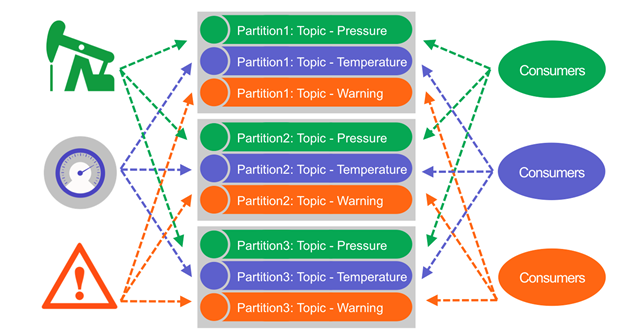 Partition1: Topic - Pressure
Partition1: Topic - Temperature
Partition1: Topic - Warning
Partition2: Topic - Pressure
Partition2: Topic - Temperature
Partition2: Topic - Warning
Partition3: Topic - Pressure
Partition3: Topic - Temperature
Partition3: Topic - Warning
Consumers
Consumers
Consumers